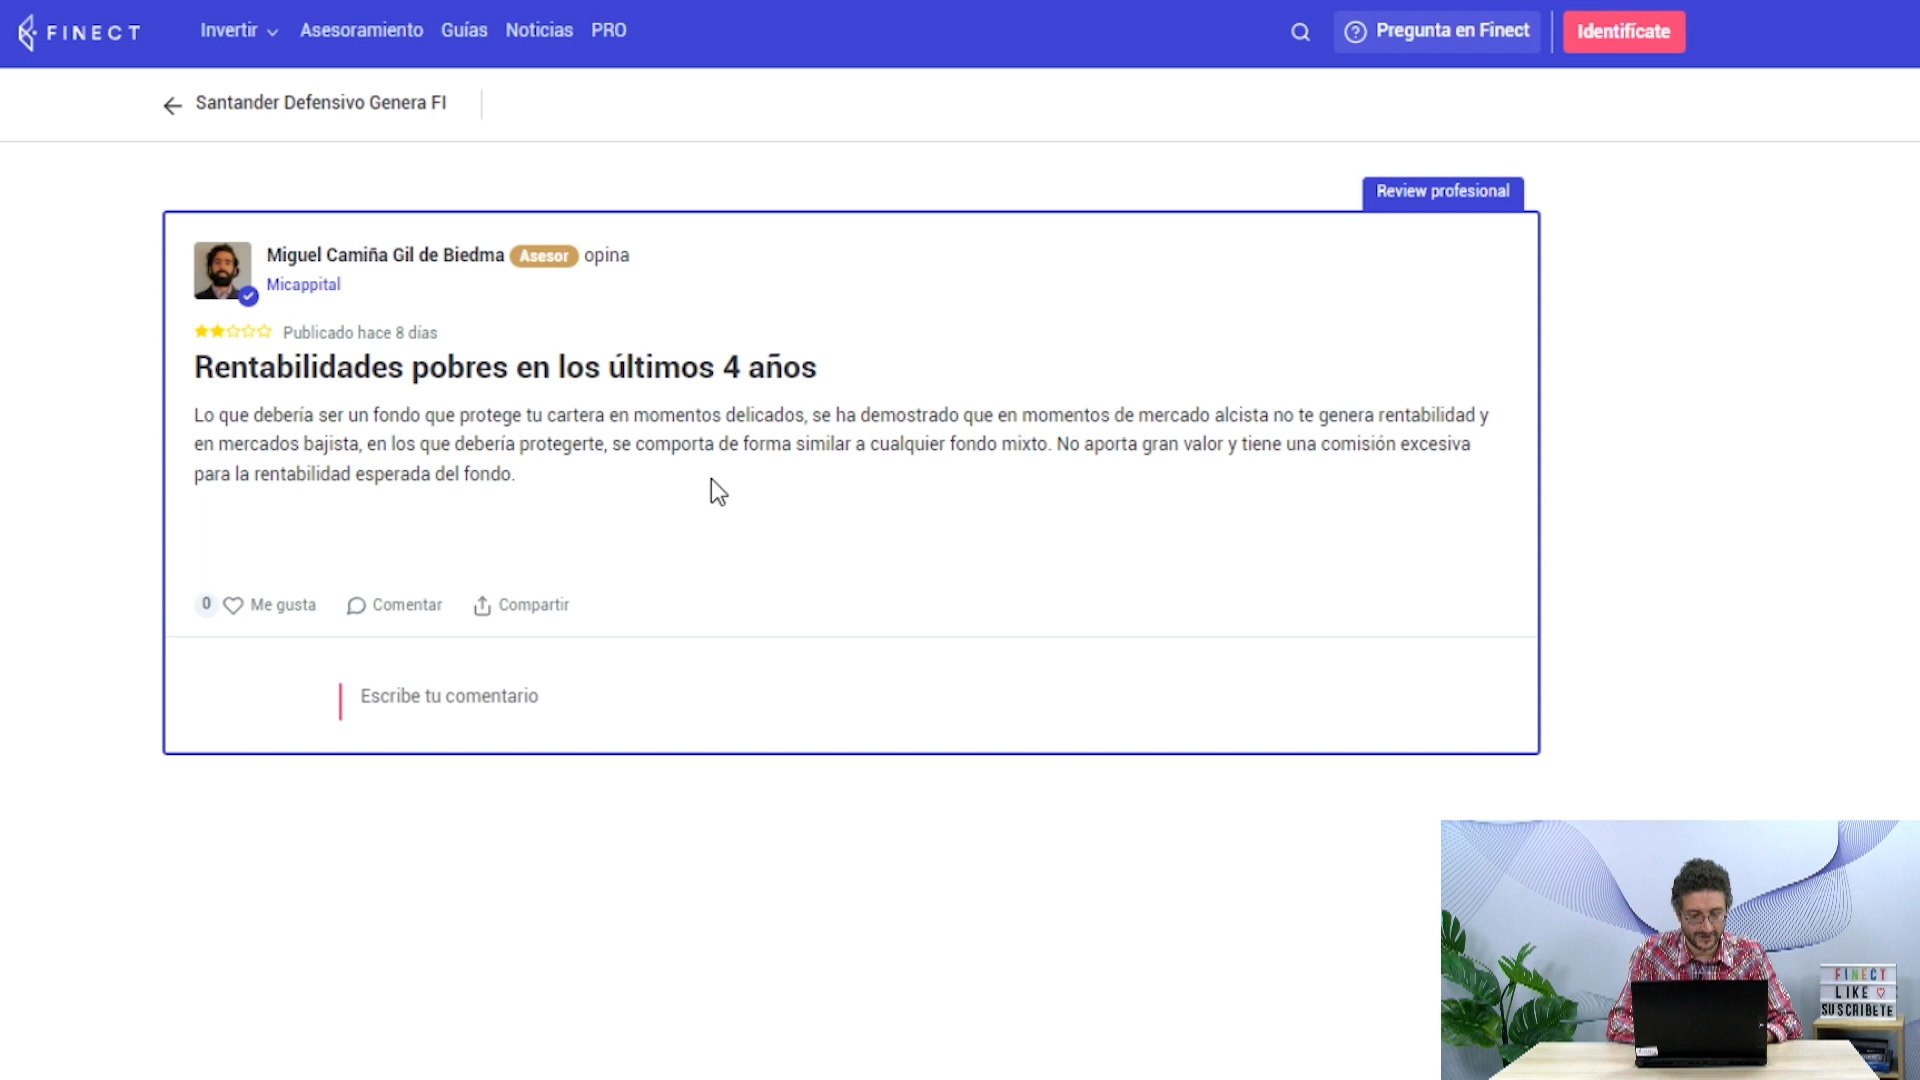 FINECT
Invertir
Asesoramiento
Guías
Noticias
PRO
Pregunta en Finect
Identifícate
Santander Defensivo Genera FI
Review profesional
Miguel Camiña Gil de Biedma Asesor opina
Micappital
Publicado hace 8 días
Rentabilidades pobres en los últimos 4 años
Lo que debería ser un fondo que protege tu cartera en momentos delicados, se ha demostrado que en momentos de mercado alcista no te genera rentabilidad y
en mercados bajista, en los que debería protegerte, se comporta de forma similar a cualquier fondo mixto. No aporta gran valor y tiene una comisión excesiva
para la rentabilidad esperada del fondo.
0 Me gusta
Comentar
Compartir
Escribe tu comentario
FINECT
LIKE
SUSCRIBETE